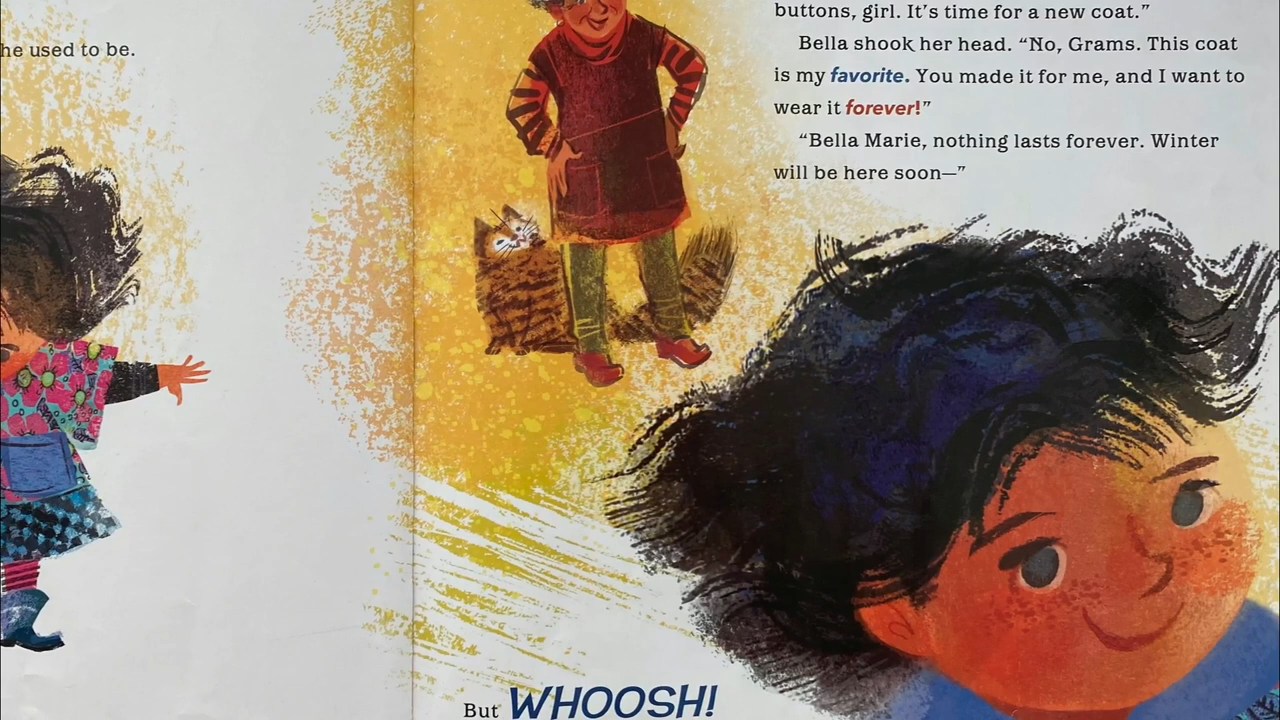 he used to be.
buttons, girl. It's time for a new coat.”
Bella shook her head. “No, Grams. This coat
is my favorite. You made it for me, and I want to
wear it forever!”
“Bella Marie, nothing lasts forever. Winter
will be here soon—”
But WHOOSH!